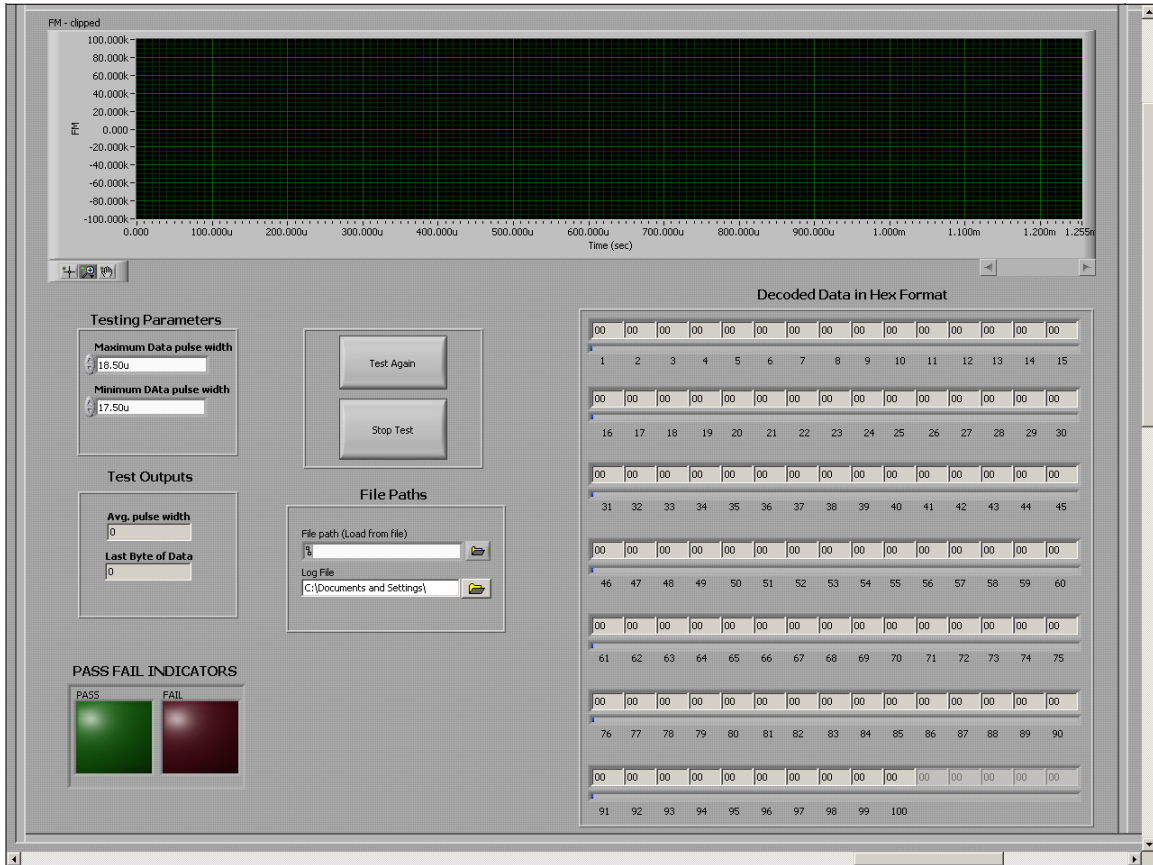 FM - clipped
100.000k
80.000k
60.000k
40.000k
20.000k
0.000
-20.000k
-40.000k
-60.000k
-80.000k
-100.000k
FM
0.000 100.000u 200.000u 300.000u 400.000u 500.000u 600.000u 700.000u 800.000u 900.000u 1.000m 1.100m 1.200m 1.255m
Time (sec)
Testing Parameters
Maximum Data pulse width
18.50u
Minimum DAta pulse width
17.50u
Test Again
Stop Test
Test Outputs
Avg. pulse width
0
Last Byte of Data
0
File Paths
File path (Load from file)
Log File
C:\Documents and Settings\
PASS FAIL INDICATORS
PASS FAIL
Decoded Data in Hex Format
00 00 00 00 00 00 00 00 00 00 00 00 00 00 00
1 2 3 4 5 6 7 8 9 10 11 12 13 14 15
00 00 00 00 00 00 00 00 00 00 00 00 00 00 00
16 17 18 19 20 21 22 23 24 25 26 27 28 29 30
00 00 00 00 00 00 00 00 00 00 00 00 00 00 00
31 32 33 34 35 36 37 38 39 40 41 42 43 44 45
00 00 00 00 00 00 00 00 00 00 00 00 00 00 00
46 47 48 49 50 51 52 53 54 55 56 57 58 59 60
00 00 00 00 00 00 00 00 00 00 00 00 00 00 00
61 62 63 64 65 66 67 68 69 70 71 72 73 74 75
00 00 00 00 00 00 00 00 00 00 00 00 00 00 00
76 77 78 79 80 81 82 83 84 85 86 87 88 89 90
00 00 00 00 00 00 00 00 00 00 00 00 00 00 00
91 92 93 94 95 96 97 98 99 100